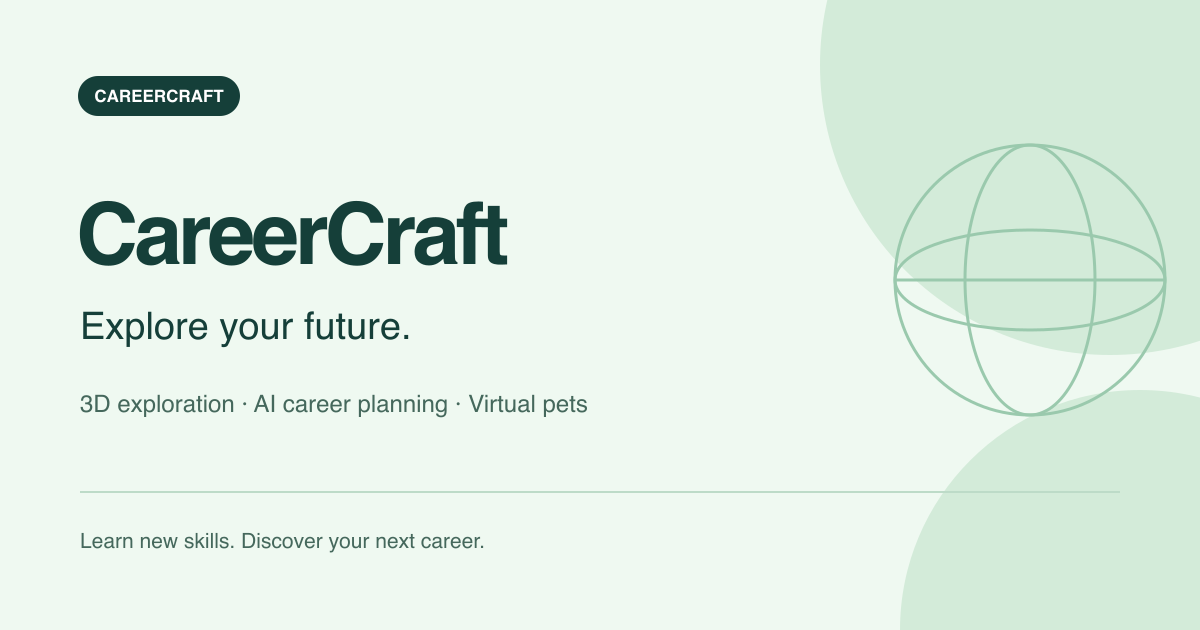 CAREERCRAFT
CareerCraft
Explore your future.
3D exploration · AI career planning · Virtual pets
Learn new skills. Discover your next career.